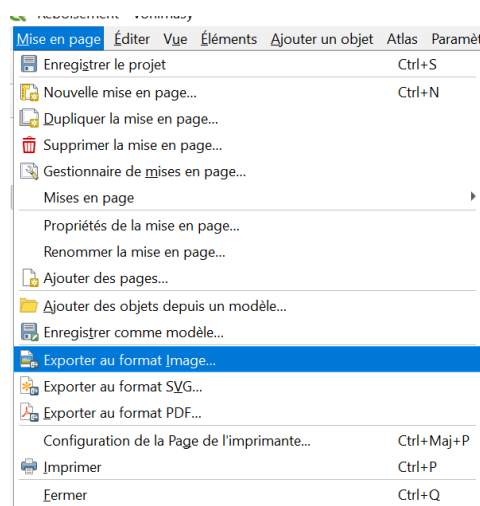 Reboisement - Vohimasy
Mise en page Éditer Vue Éléments Ajouter un objet Atlas Paramèt
Enregistrer le projet Ctrl+S
Nouvelle mise en page... Ctrl+N
Dupliquer la mise en page...
Supprimer la mise en page...
Gestionnaire de mises en page...
Mises en page
Propriétés de la mise en page...
Renommer la mise en page...
Ajouter des pages...
Ajouter des objets depuis un modèle...
Enregistrer comme modèle...
Exporter au format Image...
Exporter au format SVG...
Exporter au format PDF...
Configuration de la Page de l'imprimante... Ctrl+Maj+P
Imprimer Ctrl+P
Fermer Ctrl+Q